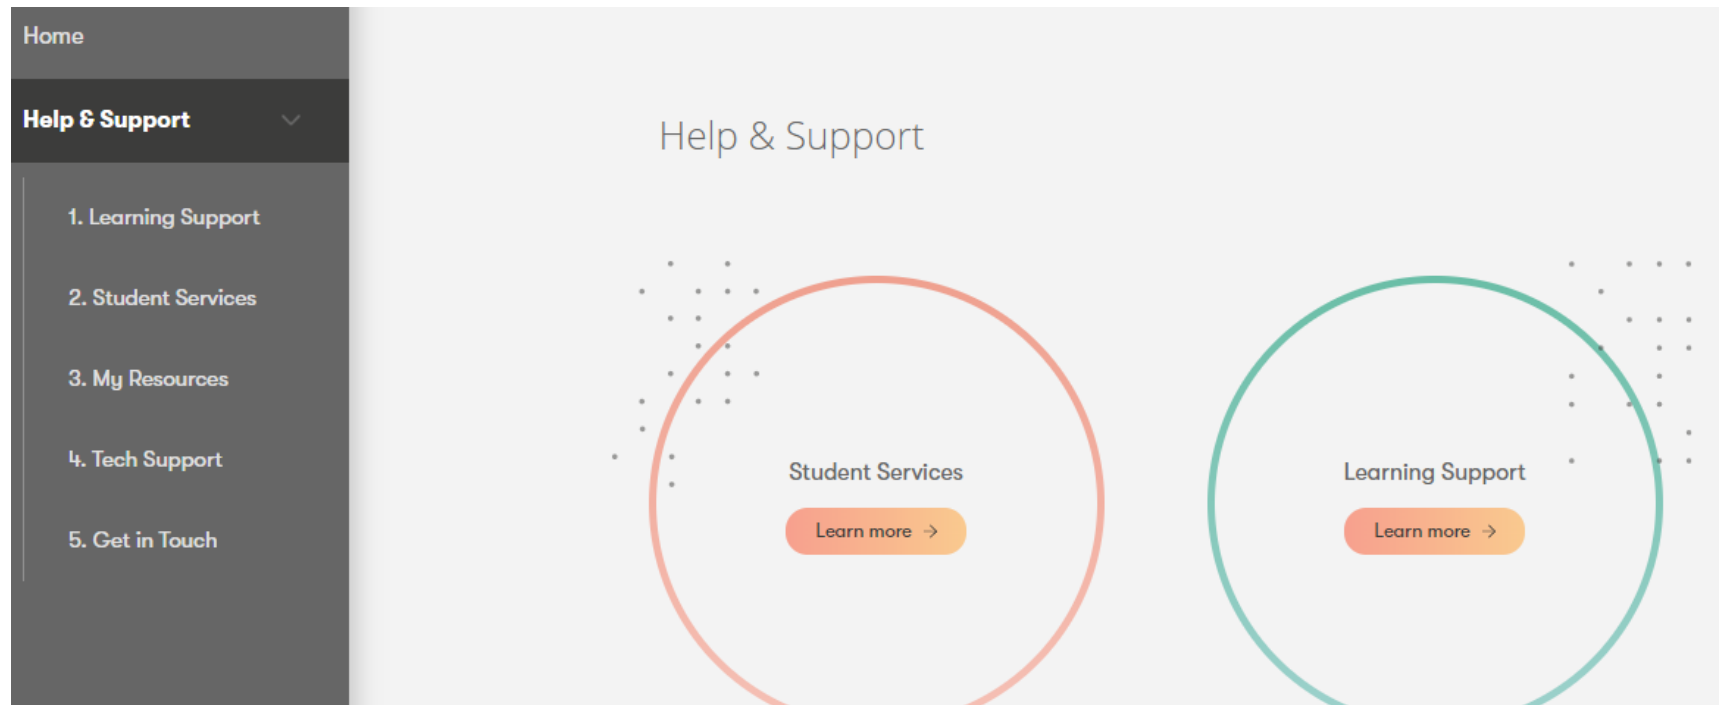 Home
Help & Support
1. Learning Support
2. Student Services
3. My Resources
4. Tech Support
5. Get in Touch
Help & Support
Student Services
Learn more →
Learning Support
Learn more →